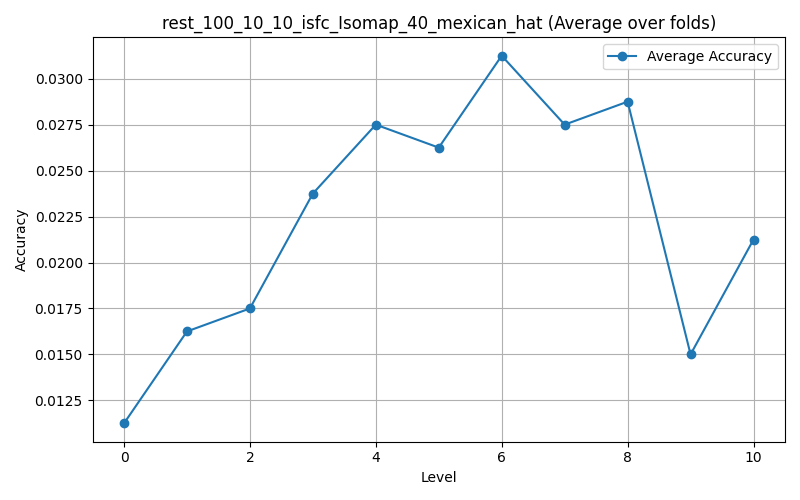 rest_100_10_10_isfc_Isomap_40_mexican_hat (Average over folds)
Average Accuracy
0.0300
0.0275
0.0250
0.0225
0.0200
0.0175
0.0150
0.0125
Accuracy
0 2 4 6 8 10
Level